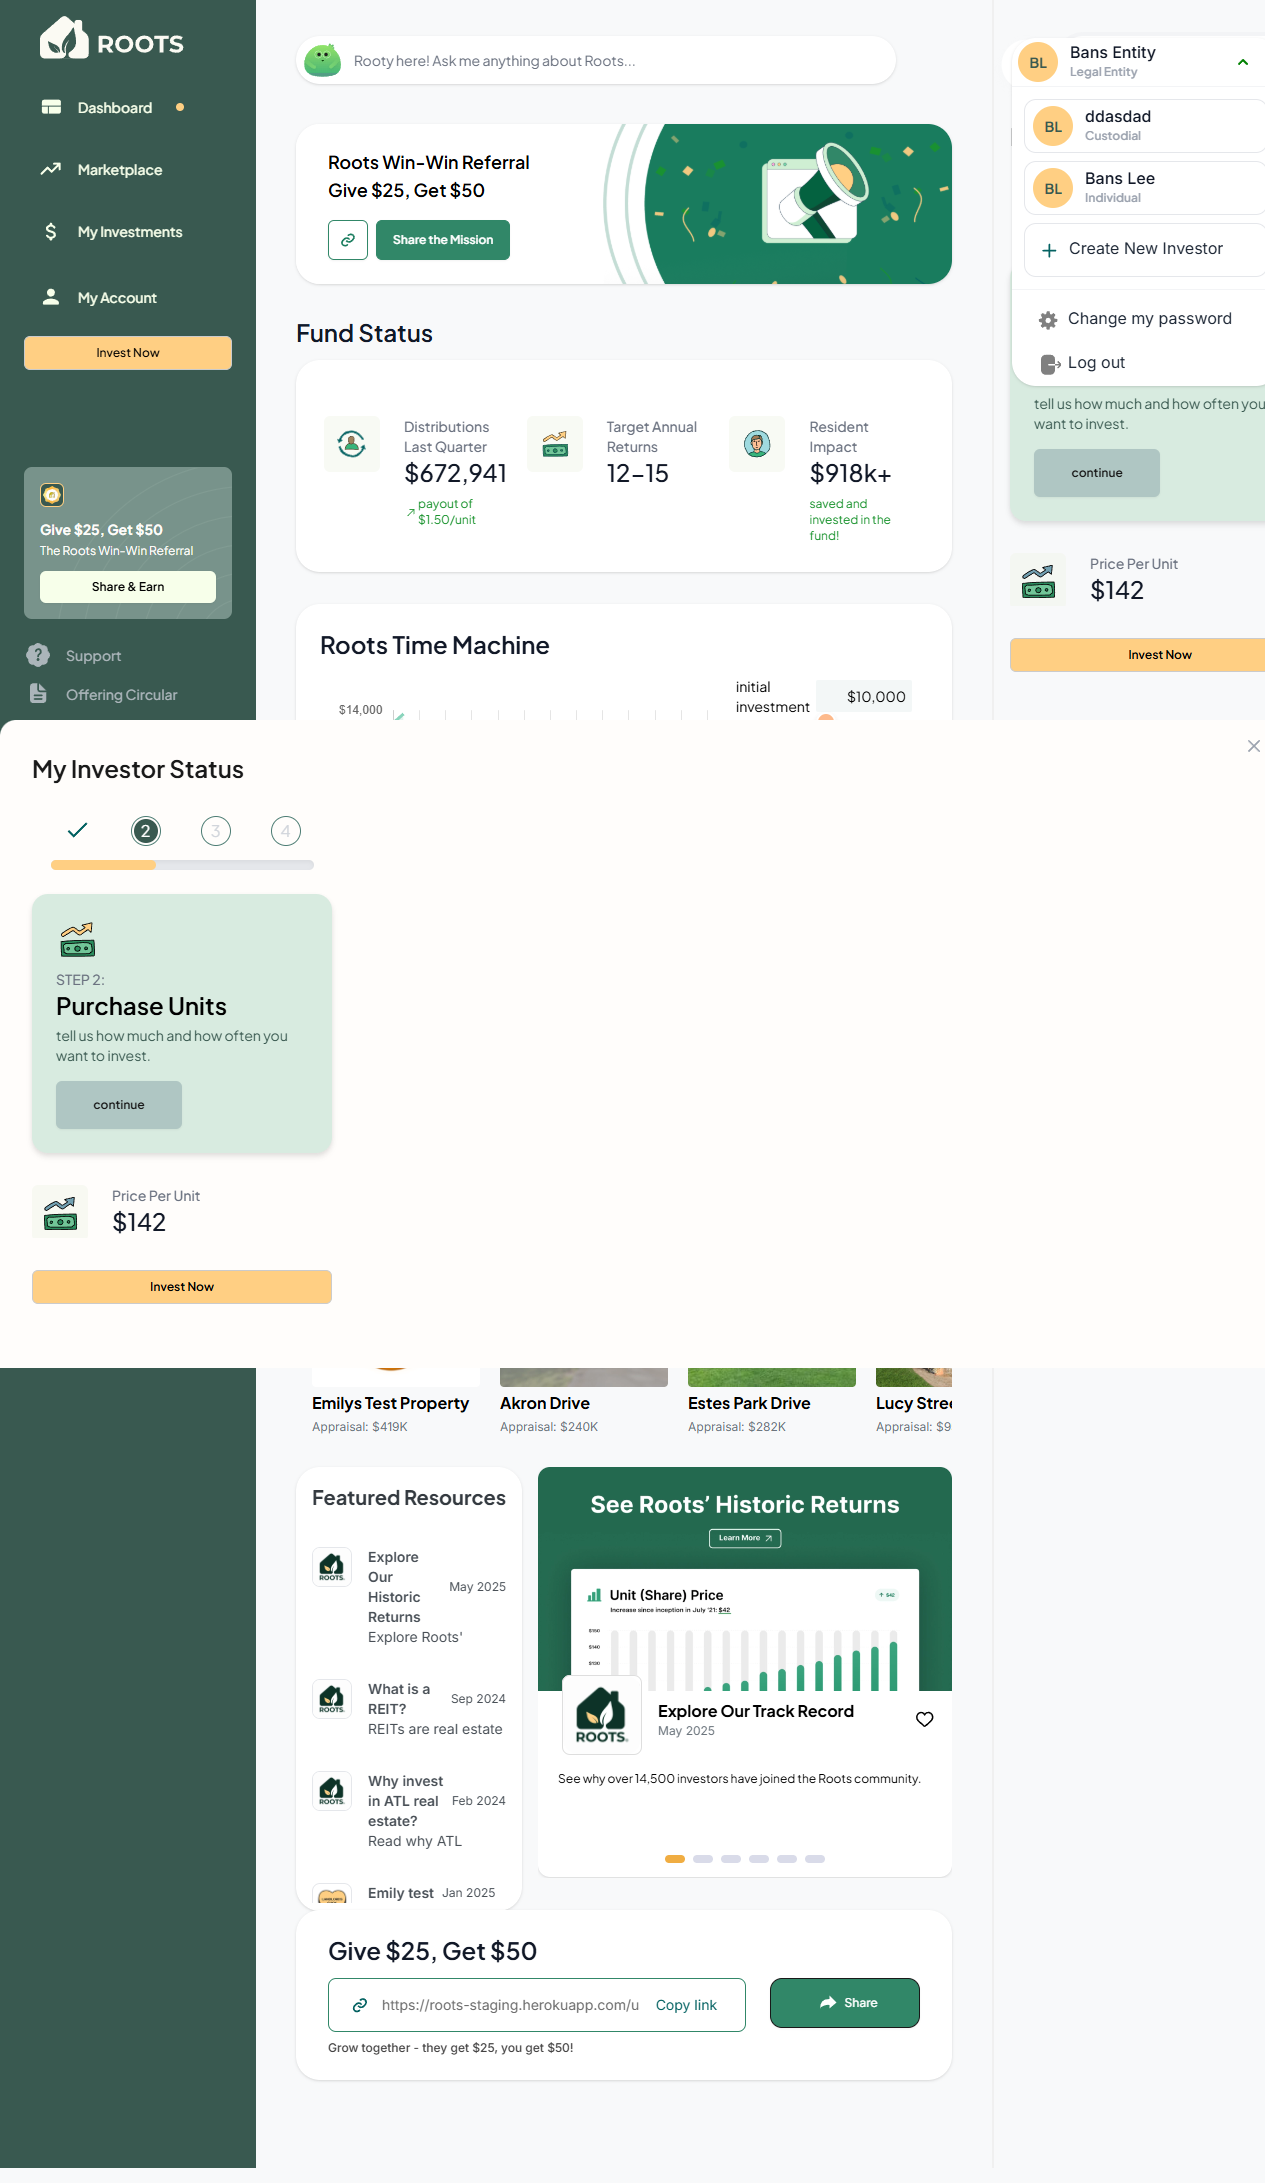 ROOTS
Dashboard
Marketplace
My Investments
My Account
Invest Now
Give $25, Get $50
The Roots Win-Win Referral
Share & Earn
Support
Offering Circular
Rooty here! Ask me anything about Roots...
Roots Win-Win Referral
Give $25, Get $50
Share the Mission
Fund Status
Distributions
Last Quarter
$672,941
payout of
$1.50/unit
Target Annual
Returns
12–15
Resident
Impact
$918k+
saved and
invested in the
fund!
Roots Time Machine
$14,000
initial
investment
$10,000
BL
Bans Entity
Legal Entity
BL
ddasdad
Custodial
BL
Bans Lee
Individual
Create New Investor
Change my password
Log out
tell us how much and how often you
want to invest.
continue
Price Per Unit
$142
Invest Now
My Investor Status
2
3
4
STEP 2:
Purchase Units
tell us how much and how often you
want to invest.
continue
Price Per Unit
$142
Invest Now
Emilys Test Property
Appraisal: $419K
Akron Drive
Appraisal: $240K
Estes Park Drive
Appraisal: $282K
Lucy Stree
Appraisal: $9
Featured Resources
ROOTS
Explore
Our
Historic
Returns
May 2025
Explore Roots'
ROOTS
What is a
REIT?
Sep 2024
REITs are real estate
ROOTS
Why invest
in ATL real
estate?
Feb 2024
Read why ATL
Emily test
Jan 2025
See Roots' Historic Returns
Learn More
Unit (Share) Price
Increase since inception in July '21: $42
$42
$150
$140
$130
ROOTS
Explore Our Track Record
May 2025
See why over 14,500 investors have joined the Roots community.
Give $25, Get $50
https://roots-staging.herokuapp.com/u
Copy link
Share
Grow together - they get $25, you get $50!